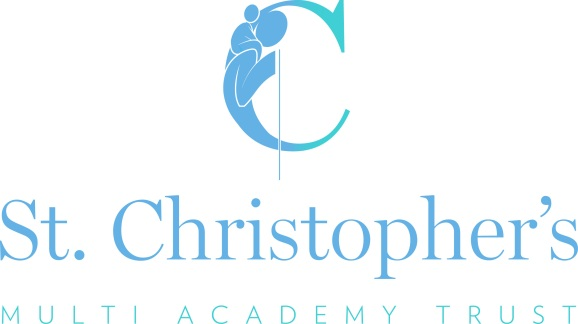 C
St. Christopher’s
MULTI ACADEMY TRUST